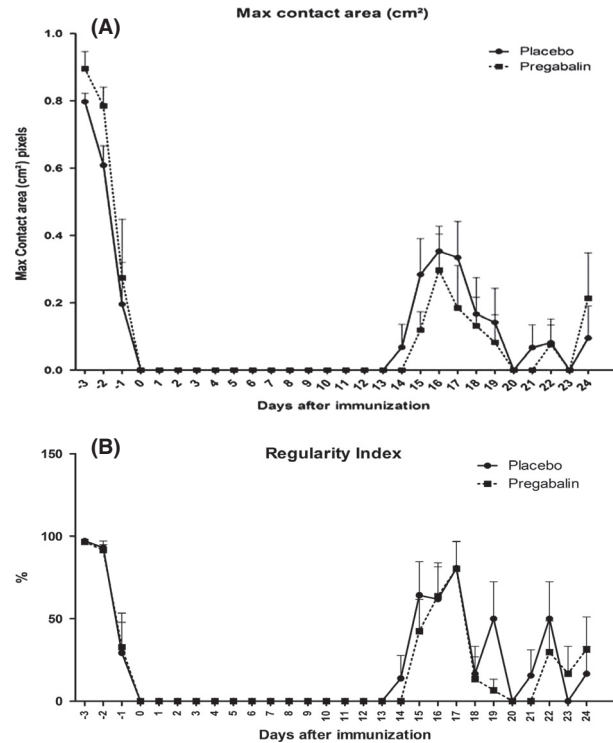 Max contact area (cm²)
(A)
Placebo
Pregabalin
Max Contact area (cm²) pixels
1.0
0.8
0.6
0.4
0.2
0.0
-3 -2 -1 0 1 2 3 4 5 6 7 8 9 10 11 12 13 14 15 16 17 18 19 20 21 22 23 24
Days after immunization
(B)
Regularity Index
Placebo
Pregabalin
%
150
100
50
0
-3 -2 -1 0 1 2 3 4 5 6 7 8 9 10 11 12 13 14 15 16 17 18 19 20 21 22 23 24
Days after immunization